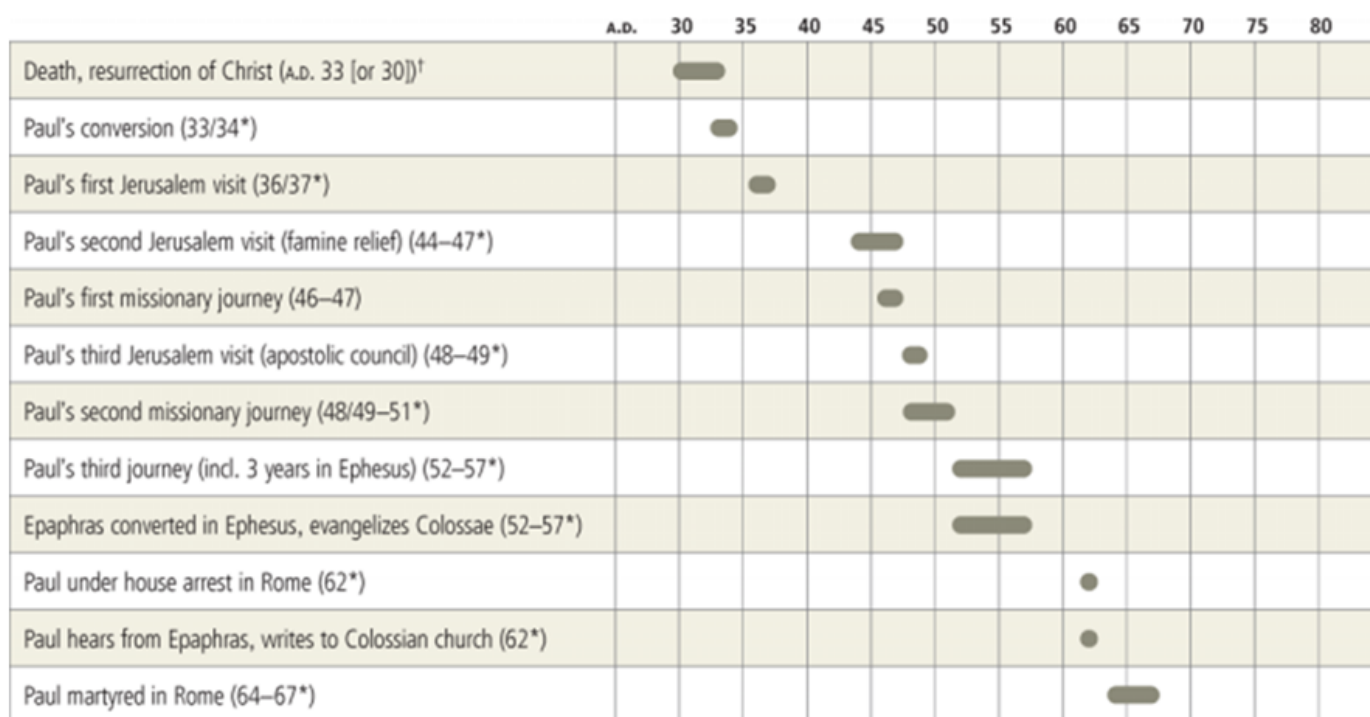 A.D. 30 35 40 45 50 55 60 65 70 75 80
Death, resurrection of Christ (A.D. 33 [or 30])†
Paul's conversion (33/34*)
Paul's first Jerusalem visit (36/37*)
Paul's second Jerusalem visit (famine relief) (44–47*)
Paul's first missionary journey (46–47)
Paul's third Jerusalem visit (apostolic council) (48–49*)
Paul's second missionary journey (48/49–51*)
Paul's third journey (incl. 3 years in Ephesus) (52–57*)
Epaphras converted in Ephesus, evangelizes Colossae (52–57*)
Paul under house arrest in Rome (62*)
Paul hears from Epaphras, writes to Colossian church (62*)
Paul martyred in Rome (64–67*)